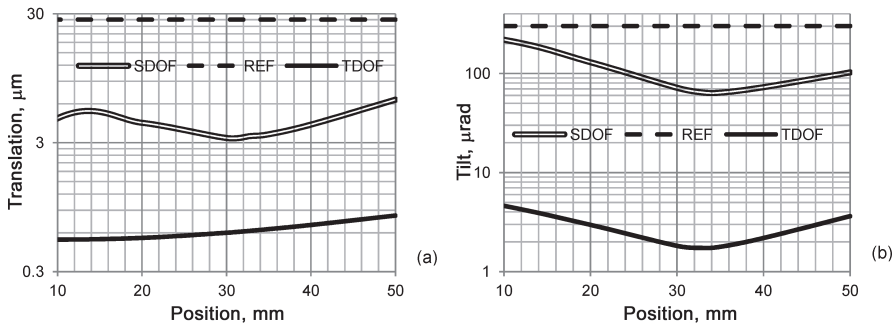 30
SDOF REF TDOF
3
0.3
Translation, μm
10 20 30 40 50
Position, mm
(a)
100
SDOF REF TDOF
10
1
Tilt, μrad
10 20 30 40 50
Position, mm
(b)